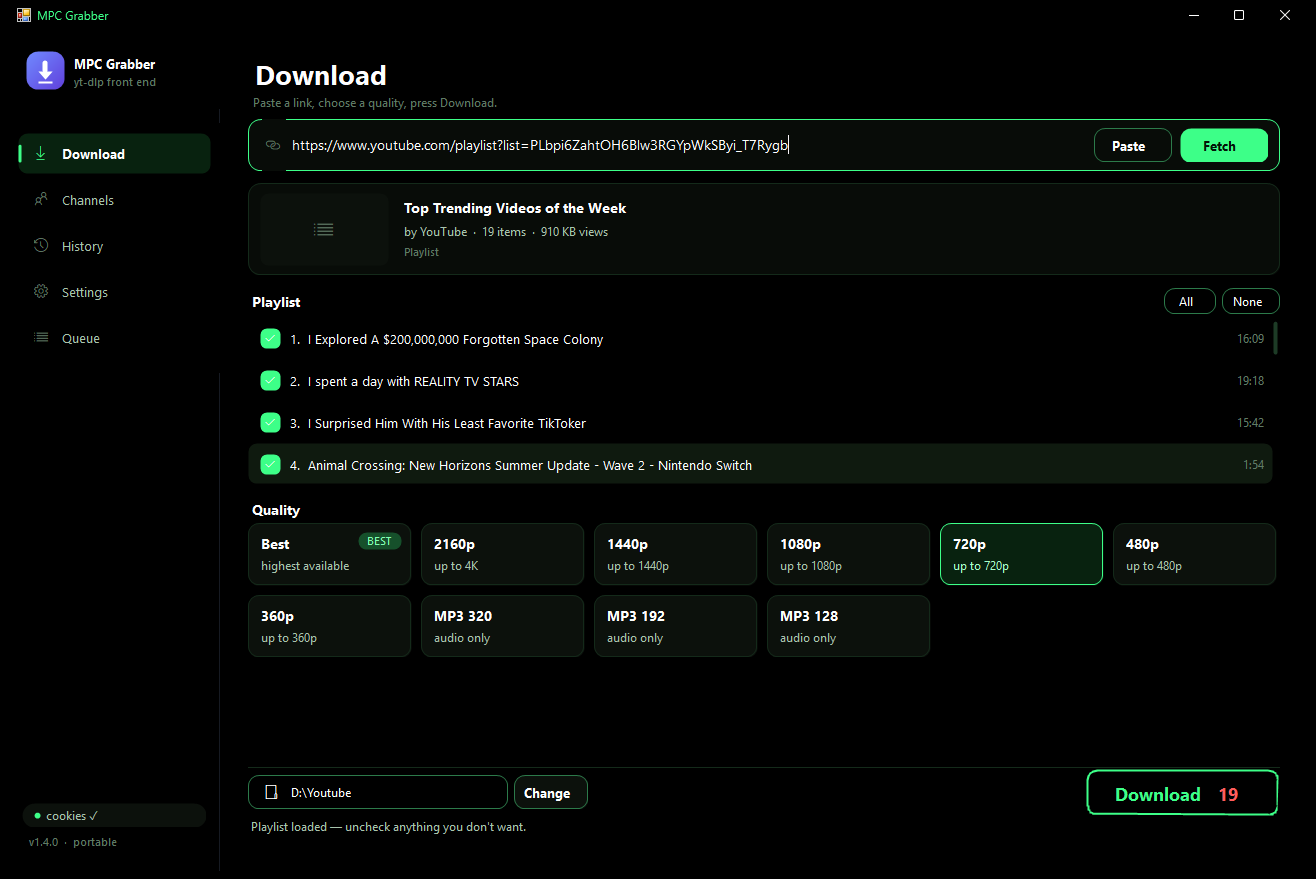 MPC Grabber
MPC Grabber
yt-dlp front end
Download
Channels
History
Settings
Queue
cookies ✓
v1.4.0 · portable
Download
Paste a link, choose a quality, press Download.
https://www.youtube.com/playlist?list=PLbpi6ZahtOH6Blw3RGYpWkSByi_T7Rygb
Paste
Fetch
Top Trending Videos of the Week
by YouTube · 19 items · 910 KB views
Playlist
Playlist
All
None
1. I Explored A $200,000,000 Forgotten Space Colony 16:09
2. I spent a day with REALITY TV STARS 19:18
3. I Surprised Him With His Least Favorite TikToker 15:42
4. Animal Crossing: New Horizons Summer Update - Wave 2 - Nintendo Switch 1:54
Quality
Best BEST
highest available
2160p
up to 4K
1440p
up to 1440p
1080p
up to 1080p
720p
up to 720p
480p
up to 480p
360p
up to 360p
MP3 320
audio only
MP3 192
audio only
MP3 128
audio only
D:\Youtube
Change
Download 19
Playlist loaded — uncheck anything you don't want.